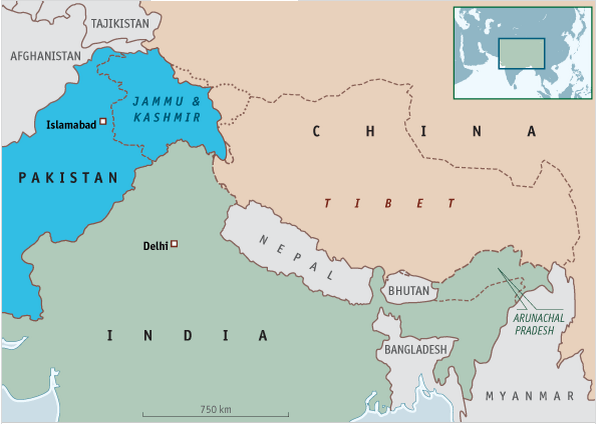 TAJIKISTAN
AFGHANISTAN
JAMMU &
KASHMIR
Islamabad
CHINA
PAKISTAN
TIBET
Delhi
NEPAL
BHUTAN
ARUNACHAL
PRADESH
INDIA
BANGLADESH
MYANMAR
750 km